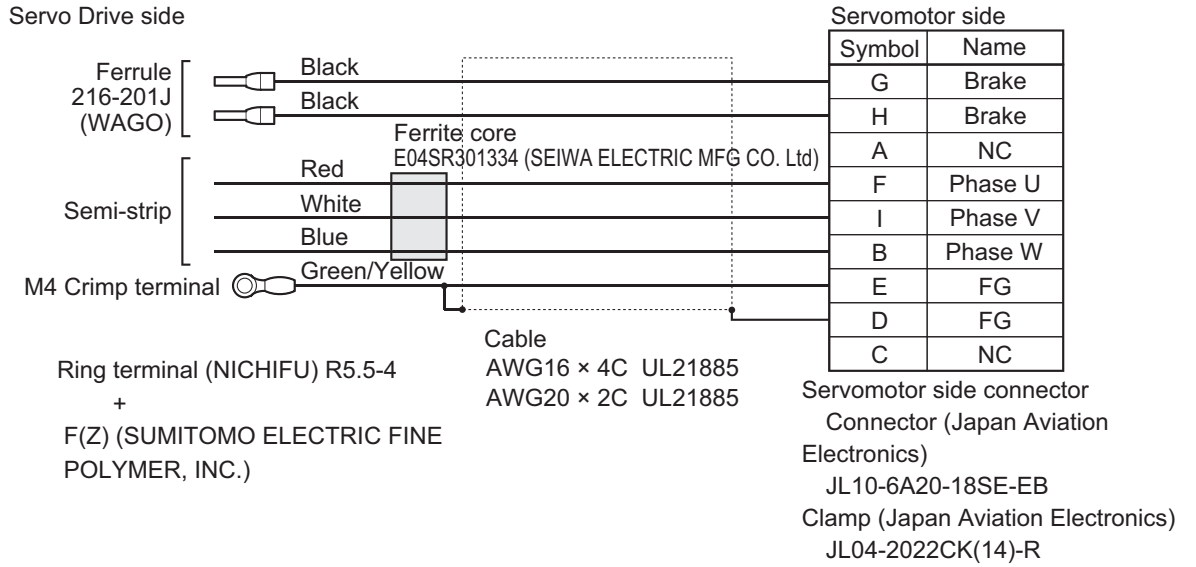 Servo Drive side
Servomotor side
Symbol Name
Ferrule
216-201J
(WAGO)
Black
G Brake
Black
H Brake
Ferrite core
E04SR301334 (SEIWA ELECTRIC MFG CO. Ltd)
A NC
Semi-strip
Red
F Phase U
White
I Phase V
Blue
B Phase W
M4 Crimp terminal
Green/Yellow
E FG
D FG
C NC
Cable
AWG16 × 4C UL21885
AWG20 × 2C UL21885
Ring terminal (NICHIFU) R5.5-4
+
F(Z) (SUMITOMO ELECTRIC FINE
POLYMER, INC.)
Servomotor side connector
Connector (Japan Aviation
Electronics)
JL10-6A20-18SE-EB
Clamp (Japan Aviation Electronics)
JL04-2022CK(14)-R